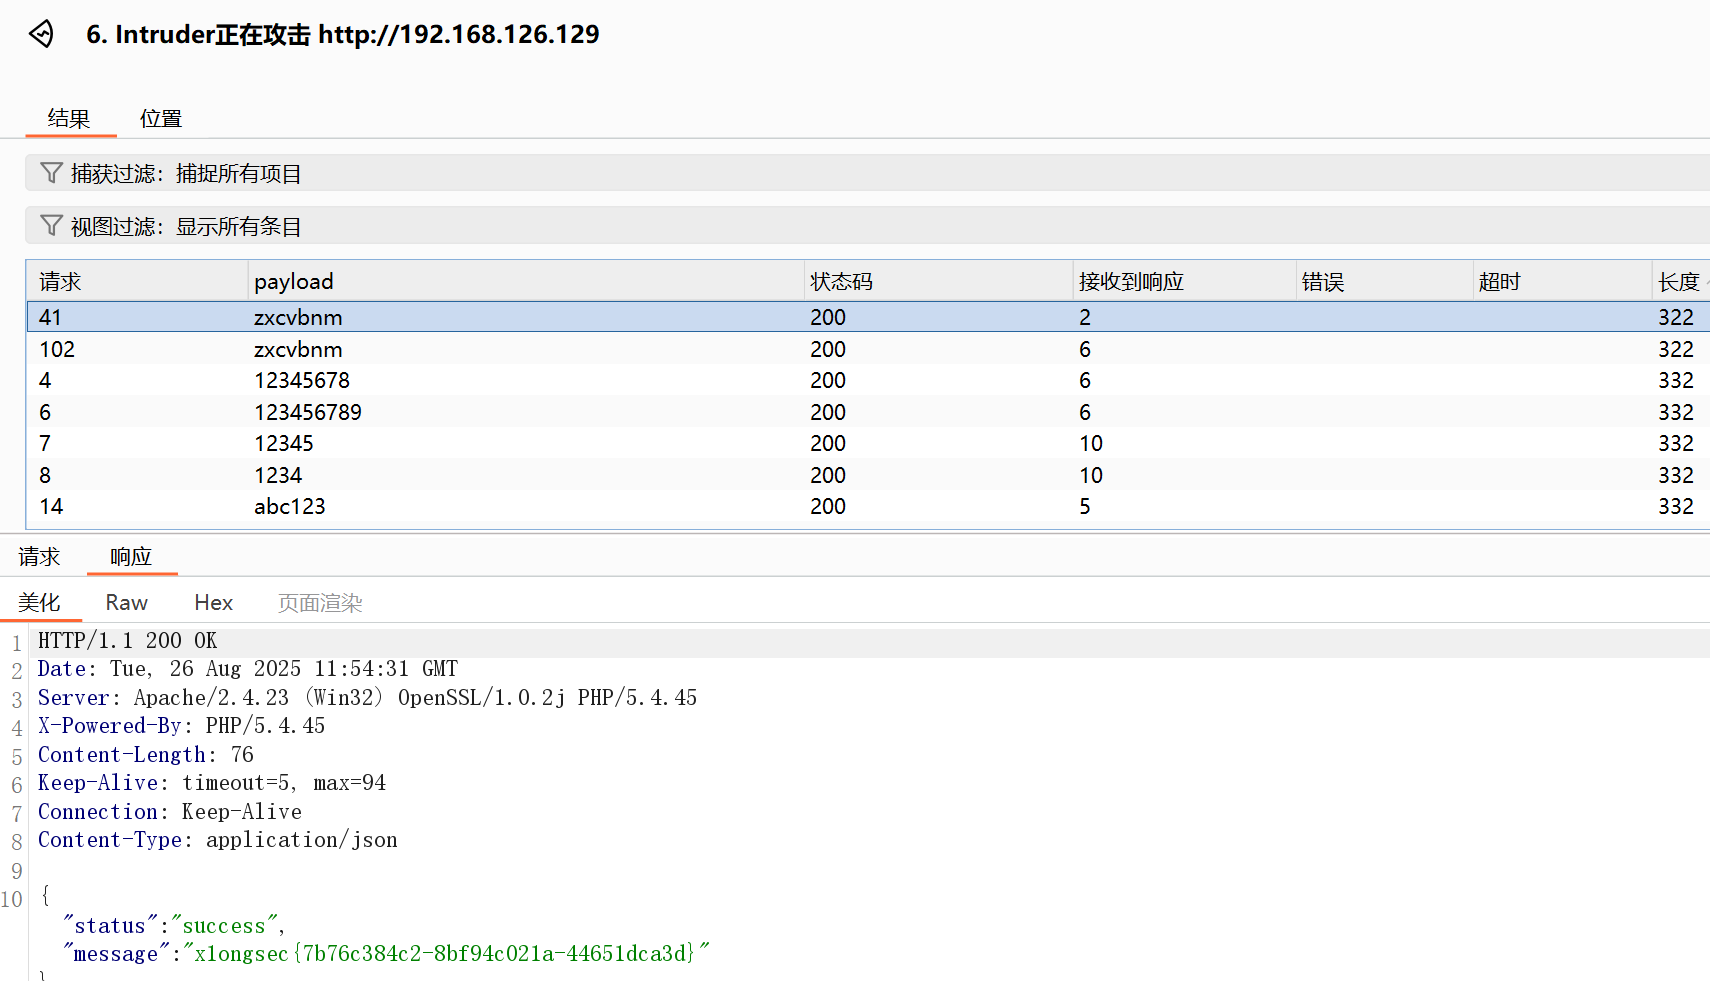 6. Intruder正在攻击 http://192.168.126.129
结果 位置
捕获过滤：捕捉所有项目
视图过滤：显示所有条目
请求 payload 状态码 接收到响应 错误 超时 长度
41 zxcvbnm 200 2 322
102 zxcvbnm 200 6 322
4 12345678 200 6 332
6 123456789 200 6 332
7 12345 200 10 332
8 1234 200 10 332
14 abc123 200 5 332
请求 响应
美化 Raw Hex 页面渲染
1 HTTP/1.1 200 OK
2 Date: Tue, 26 Aug 2025 11:54:31 GMT
3 Server: Apache/2.4.23 (Win32) OpenSSL/1.0.2j PHP/5.4.45
4 X-Powered-By: PHP/5.4.45
5 Content-Length: 76
6 Keep-Alive: timeout=5, max=94
7 Connection: Keep-Alive
8 Content-Type: application/json
9
10 {
"status":"success",
"message":"xlongsec{7b76c384c2-8bf94c021a-44651dca3d}"
}